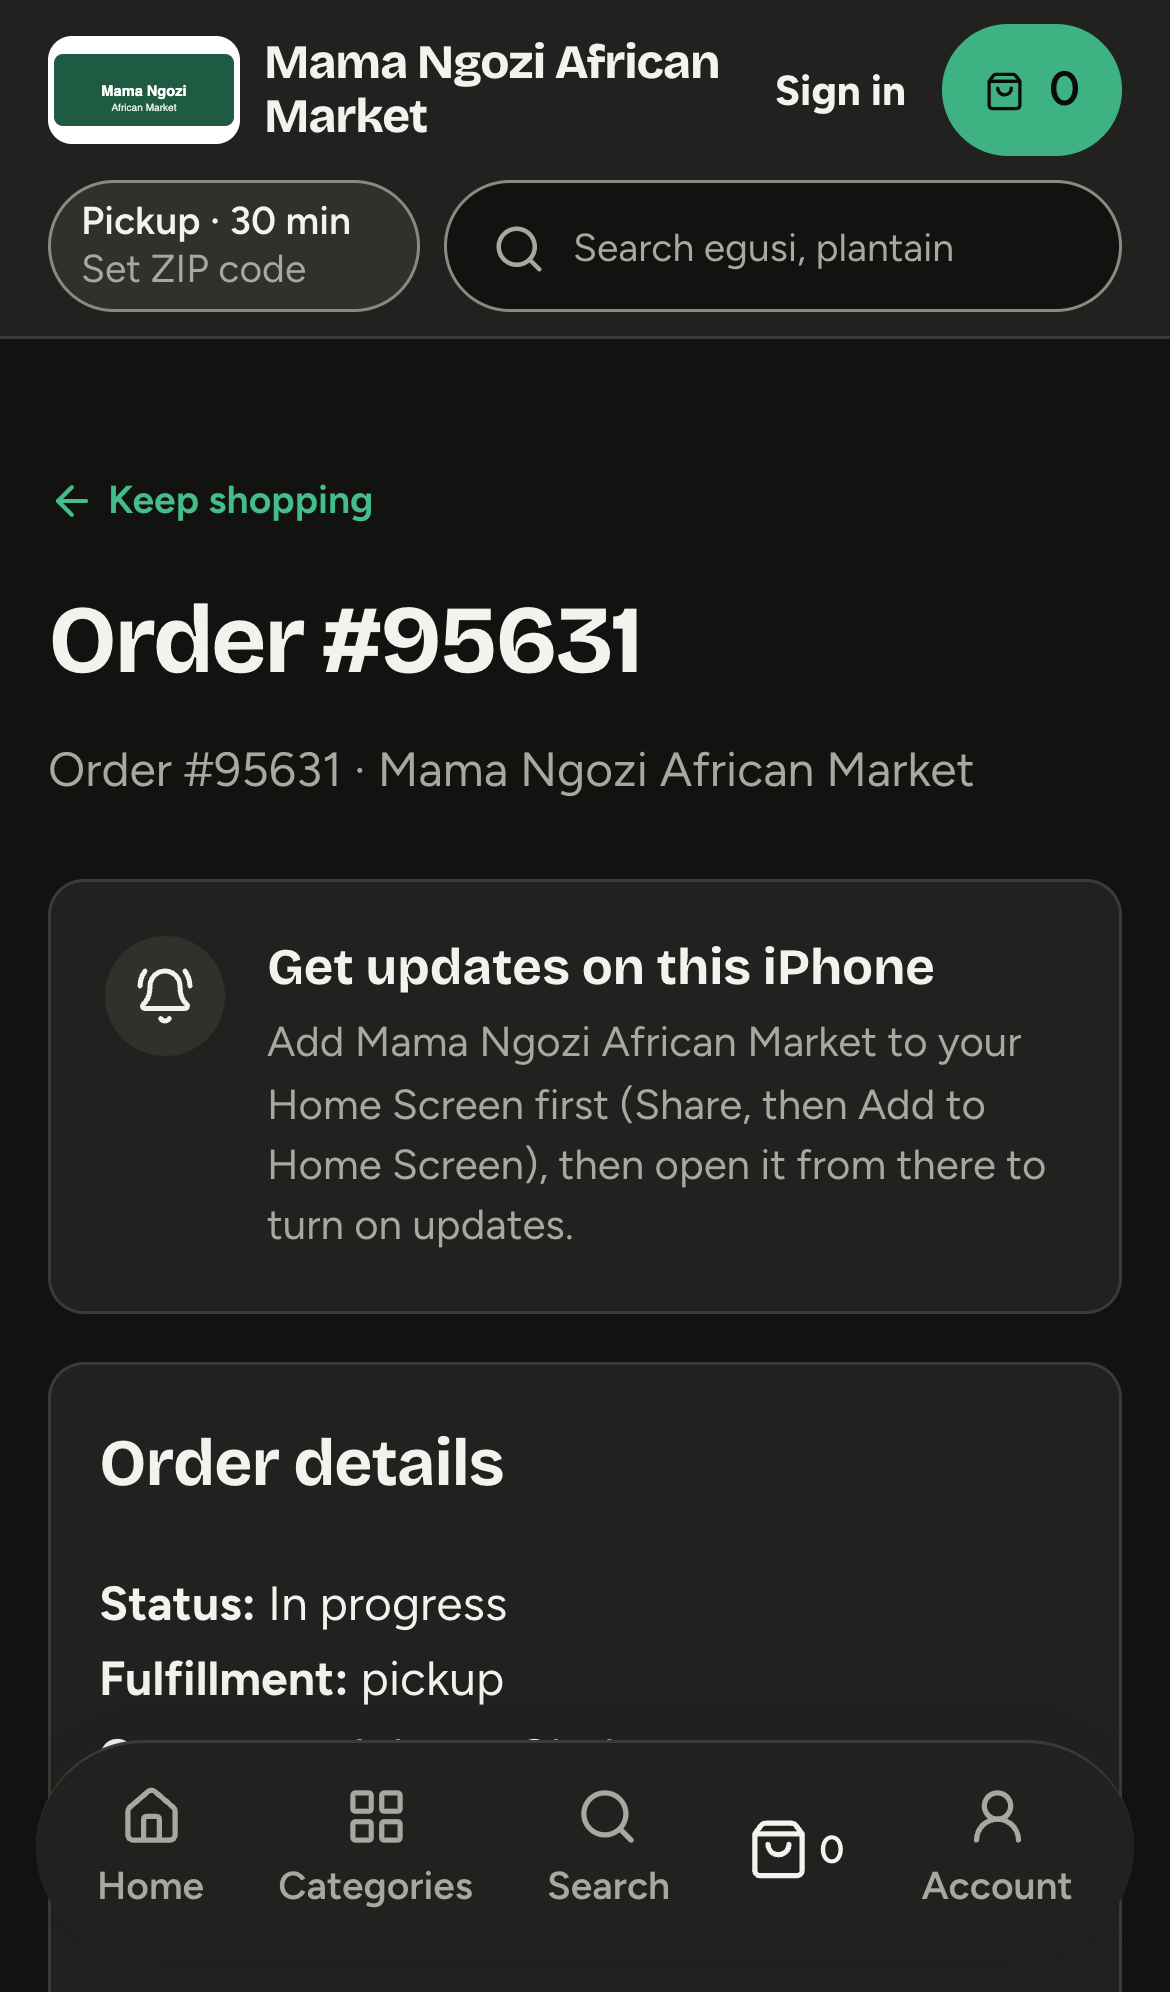 Mama Ngozi
African Market
Mama Ngozi African
Market
Sign in
0
Pickup · 30 min
Set ZIP code
Search egusi, plantain
Keep shopping
Order #95631
Order #95631 · Mama Ngozi African Market
Get updates on this iPhone
Add Mama Ngozi African Market to your
Home Screen first (Share, then Add to
Home Screen), then open it from there to
turn on updates.
Order details
Status: In progress
Fulfillment: pickup
Home
Categories
Search
0
Account